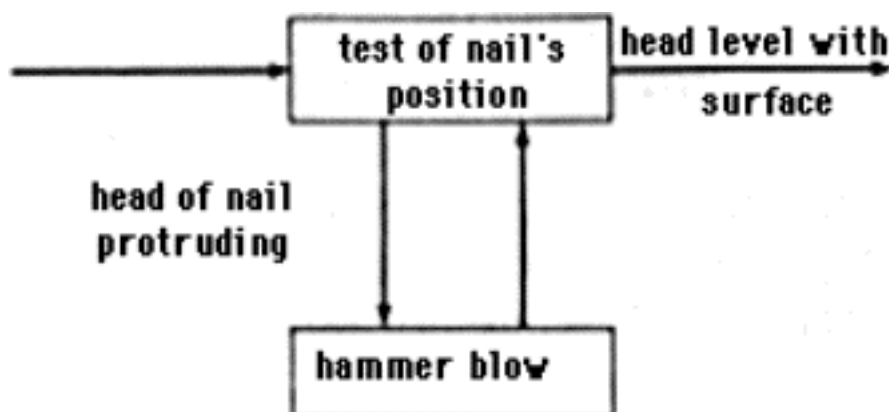 test of nail's
position
head level with
surface
head of nail
protruding
hammer blow